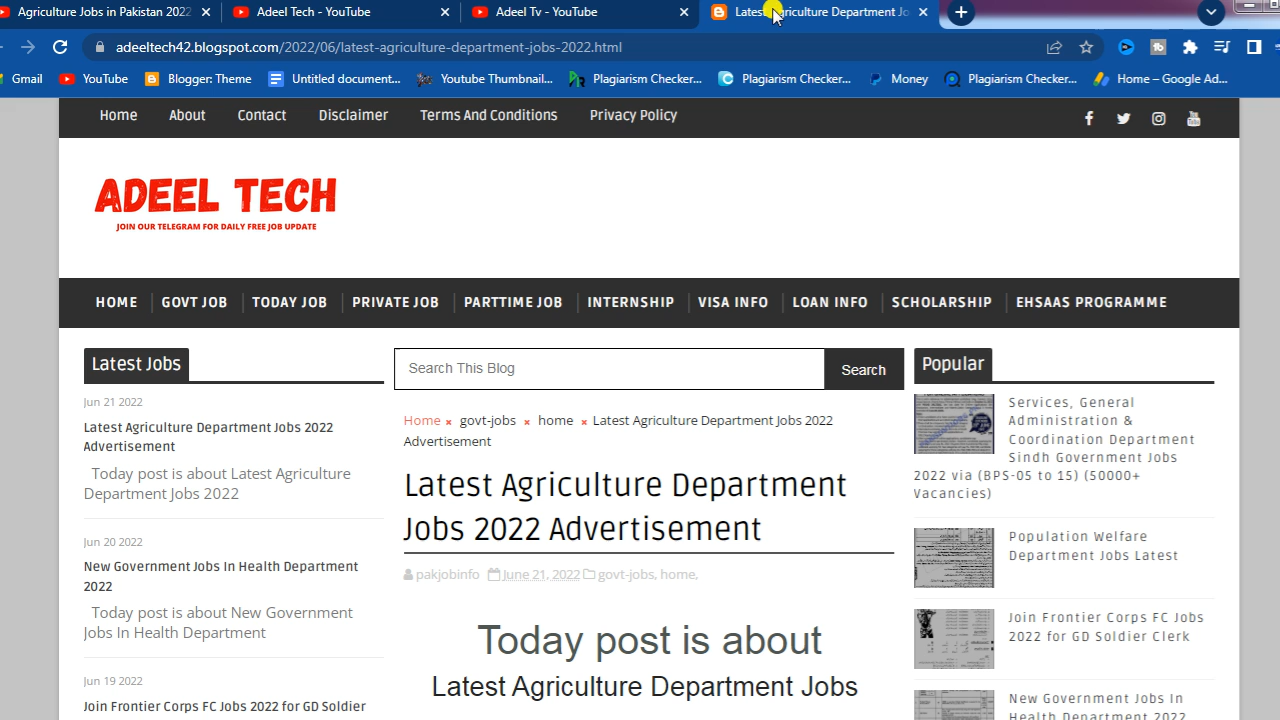 Agriculture Jobs in Pakistan 2022
Adeel Tech - YouTube
Adeel Tv - YouTube
Latest Agriculture Department Jo
adeeltech42.blogspot.com/2022/06/latest-agriculture-department-jobs-2022.html
Gmail
YouTube
Blogger: Theme
Untitled document...
Youtube Thumbnail...
Plagiarism Checker...
Plagiarism Checker...
Money
Plagiarism Checker...
Home – Google Ad...
Home
About
Contact
Disclaimer
Terms And Conditions
Privacy Policy
ADEEL TECH
JOIN OUR TELEGRAM FOR DAILY FREE JOB UPDATE
HOME
GOVT JOB
TODAY JOB
PRIVATE JOB
PARTTIME JOB
INTERNSHIP
VISA INFO
LOAN INFO
SCHOLARSHIP
EHSAAS PROGRAMME
Latest Jobs
Jun 21 2022
Latest Agriculture Department Jobs 2022
Advertisement
Today post is about Latest Agriculture
Department Jobs 2022
Jun 20 2022
New Government Jobs In Health Department
2022
Today post is about New Government
Jobs In Health Department
Jun 19 2022
Join Frontier Corps FC Jobs 2022 for GD Soldier
Search This Blog
Search
Home × govt-jobs × home × Latest Agriculture Department Jobs 2022
Advertisement
Latest Agriculture Department
Jobs 2022 Advertisement
pakjobinfo June 21, 2022 govt-jobs, home,
Today post is about
Latest Agriculture Department Jobs
Popular
Services, General
Administration &
Coordination Department
Sindh Government Jobs
2022 via (BPS-05 to 15) (50000+
Vacancies)
Population Welfare
Department Jobs Latest
Join Frontier Corps FC Jobs
2022 for GD Soldier Clerk
New Government Jobs In
Health Department 2022